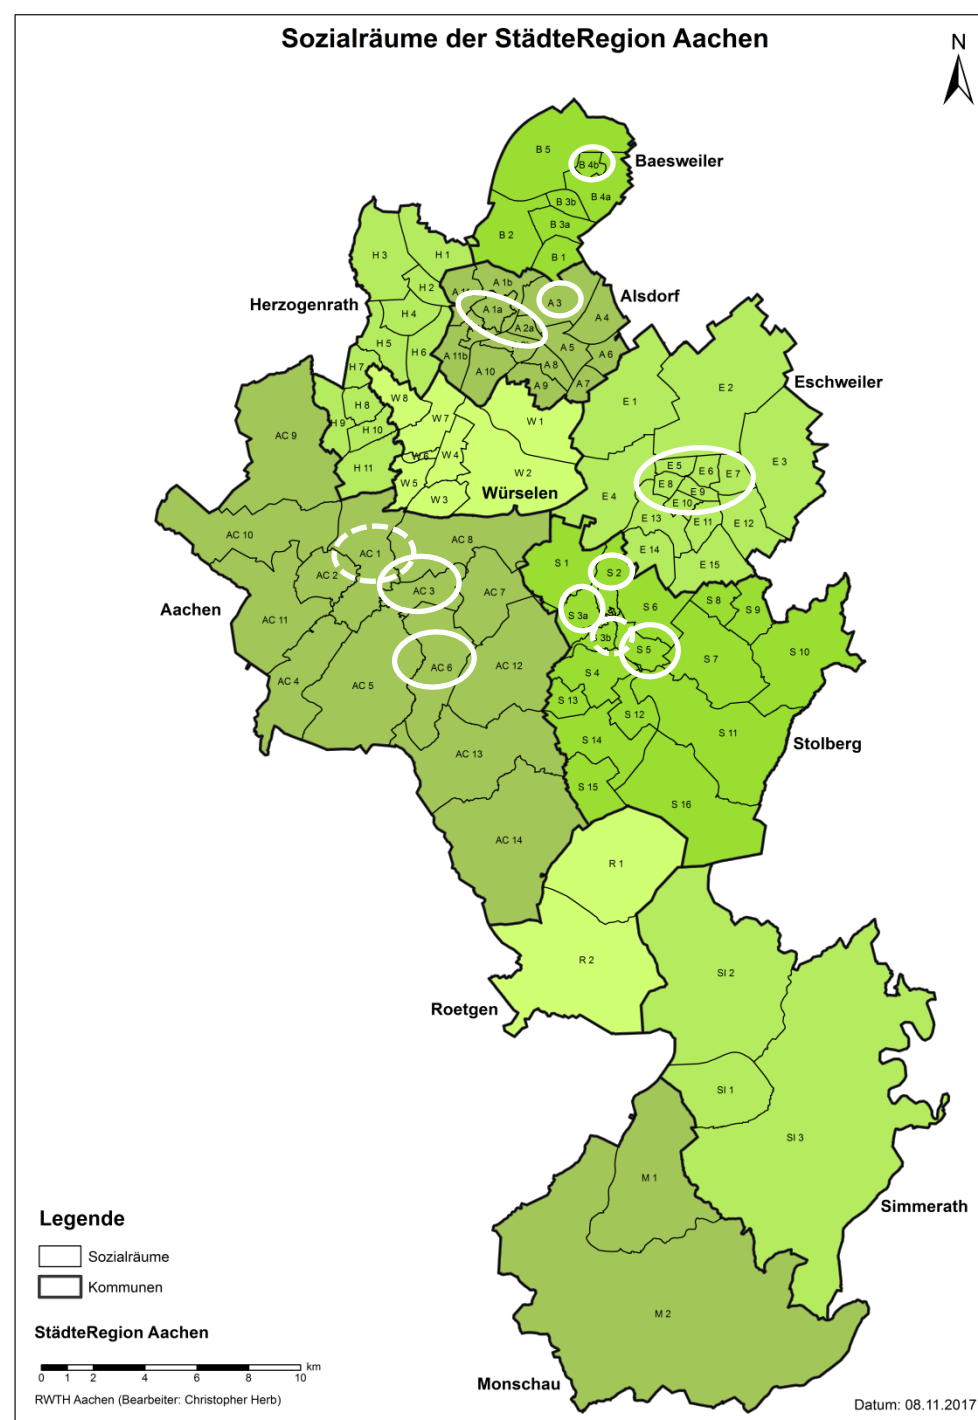 Sozialräume der StädteRegion Aachen
N
B 5
B 4b
Baesweiler
B 4a
B 3b
B 3a
B 2
B 1
H 3
H 1
H 2
Herzogenrath
H 4
H 5
H 6
H 7
H 8
H 9
H 10
H 11
A 1b
A 1a
A 3
Alsdorf
A 2a
A 4
A 5
A 6
A 11b
A 10
A 8
A 9
A 7
W 8
W 7
W 1
W 6
W 4
W 5
W 2
W 3
Würselen
E 2
Eschweiler
E 1
E 3
E 5
E 6
E 7
E 8
E 9
E 4
E 10
E 13
E 11
E 12
E 14
E 15
AC 9
AC 10
AC 1
AC 8
AC 2
AC 3
AC 7
Aachen
AC 11
AC 6
AC 12
AC 4
AC 5
AC 13
AC 14
S 1
S 2
S 3a
S 6
S 8
S 9
S 3b
S 5
S 7
S 10
S 4
S 13
S 12
S 11
S 14
Stolberg
S 15
S 16
R 1
R 2
Roetgen
SI 2
SI 1
SI 3
Simmerath
M 1
M 2
Monschau
Legende
Sozialräume
Kommunen
StädteRegion Aachen
km
0 1 2 4 6 8 10
RWTH Aachen (Bearbeiter: Christopher Herb)
Datum: 08.11.2017